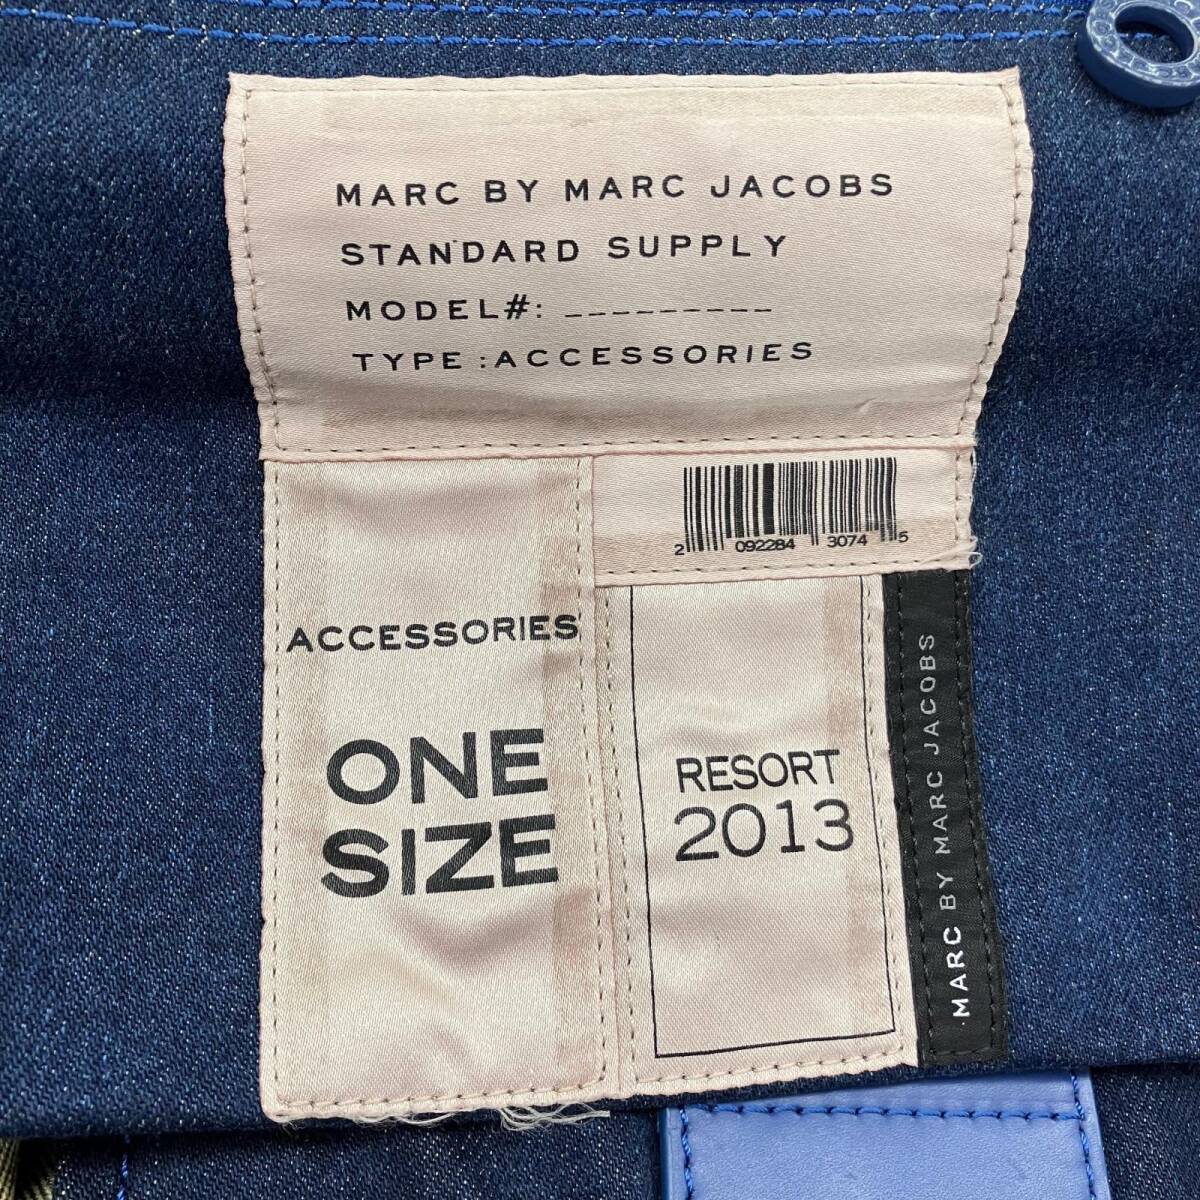 MARC BY MARC JACOBS
STANDARD SUPPLY
MODEL#: _________
TYPE :ACCESSORIES
2 092284 3074 5
ACCESSORIES
ONE
SIZE
RESORT
2013
MARC BY MARC JACOBS